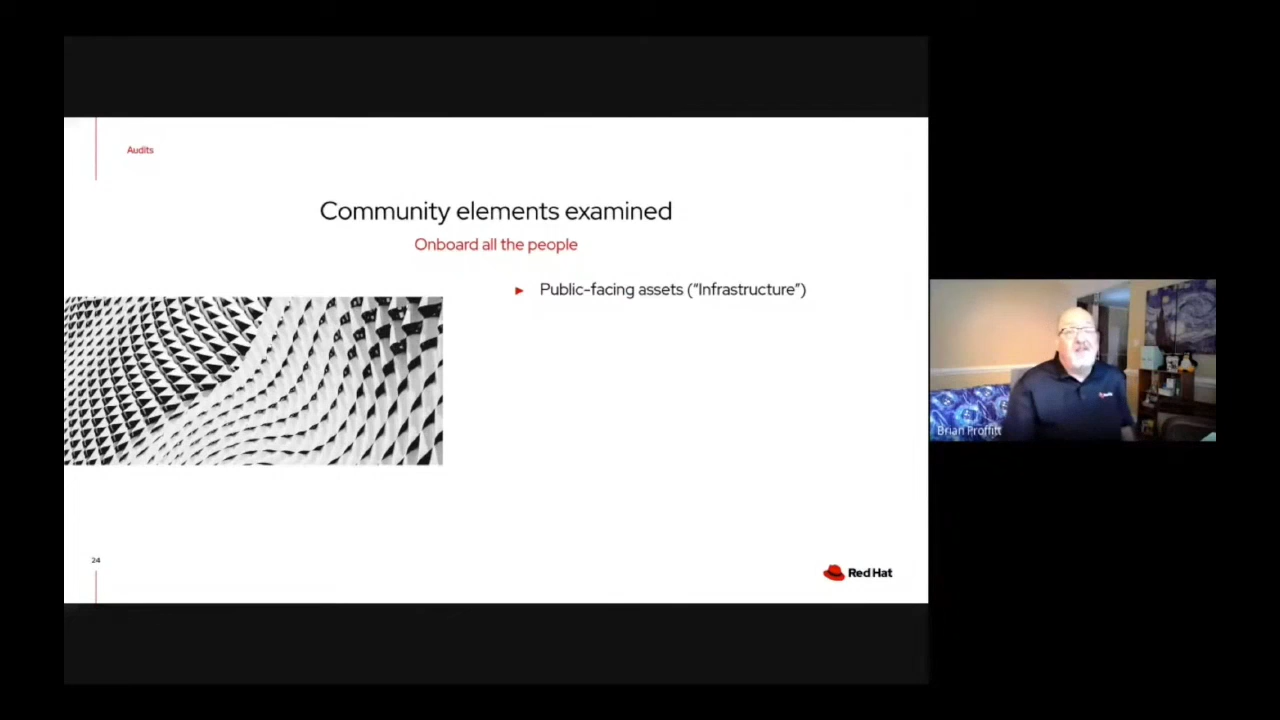 Audits
Community elements examined
Onboard all the people
► Public-facing assets (“Infrastructure”)
Brian Proffitt
24
Red Hat